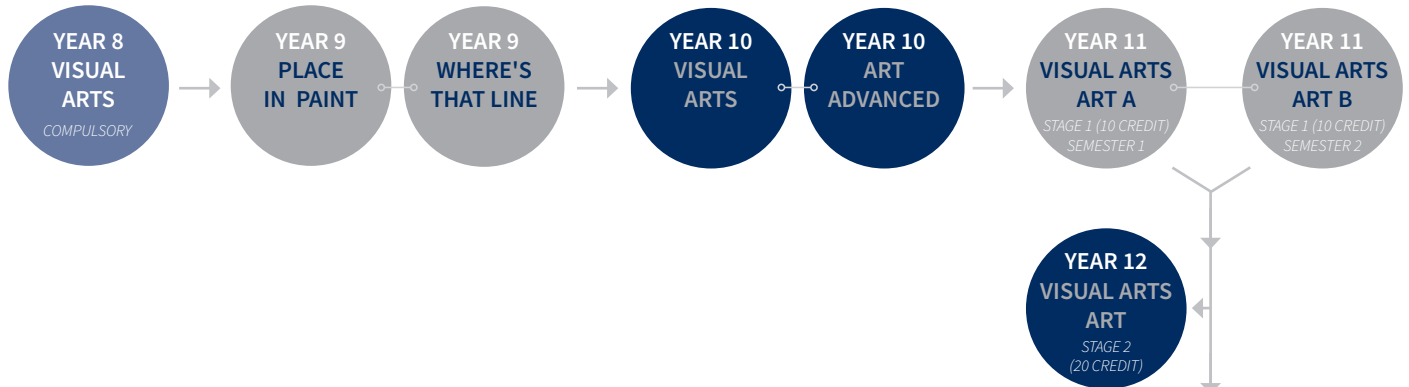 YEAR 8
VISUAL
ARTS
COMPULSORY
YEAR 9
PLACE
IN PAINT
YEAR 9
WHERE'S
THAT LINE
YEAR 10
VISUAL
ARTS
YEAR 10
ART
ADVANCED
YEAR 11
VISUAL ARTS
ART A
STAGE 1 (10 CREDIT)
SEMESTER 1
YEAR 11
VISUAL ARTS
ART B
STAGE 1 (10 CREDIT)
SEMESTER 2
YEAR 12
VISUAL ARTS
ART
STAGE 2
(20 CREDIT)